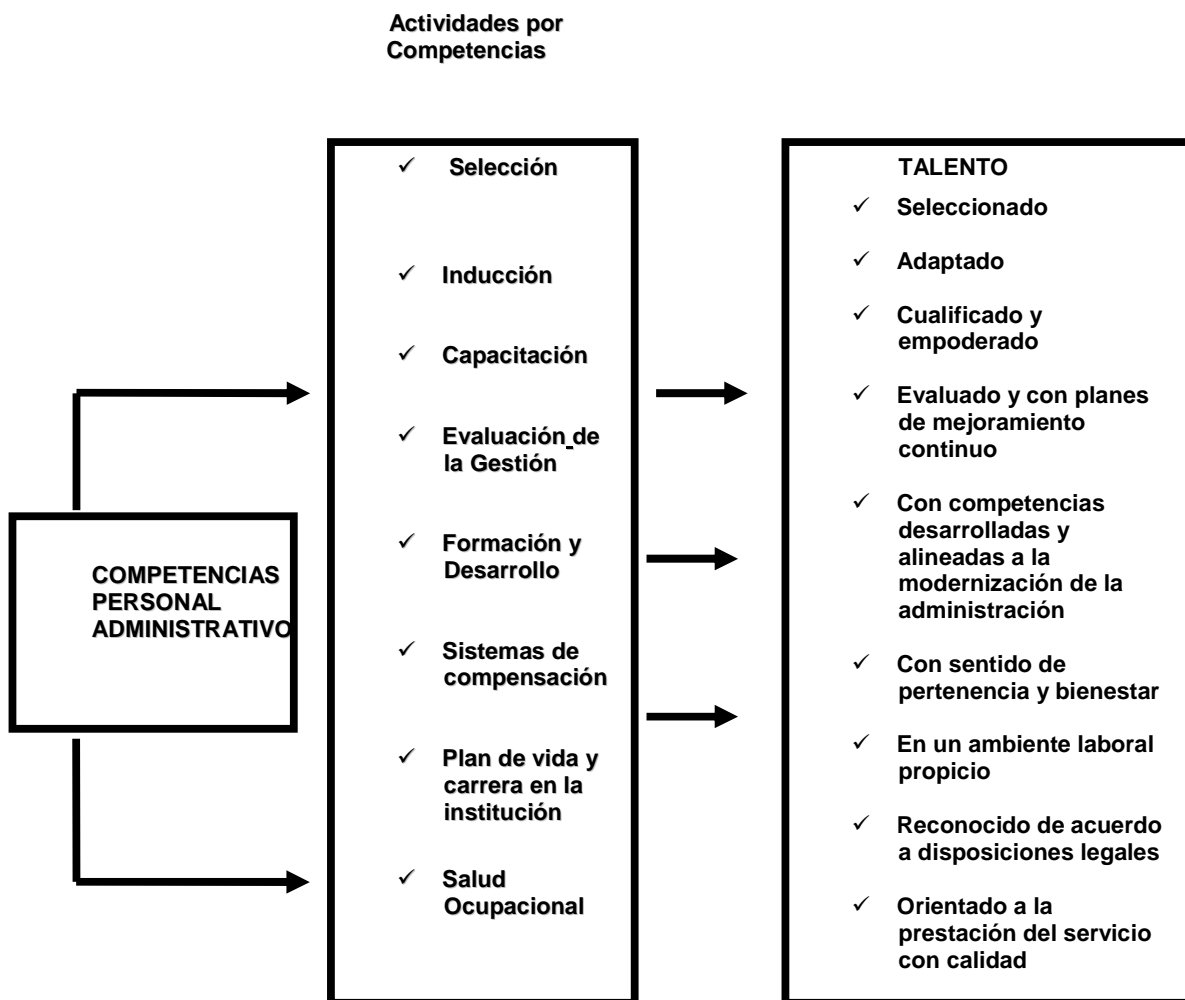 Actividades por
Competencias
COMPETENCIAS
PERSONAL
ADMINISTRATIVO
✓ Selección
✓ Inducción
✓ Capacitación
✓ Evaluación de
la Gestión
✓ Formación y
Desarrollo
✓ Sistemas de
compensación
✓ Plan de vida y
carrera en la
institución
✓ Salud
Ocupacional
TALENTO
✓ Seleccionado
✓ Adaptado
✓ Cualificado y
empoderado
✓ Evaluado y con planes
de mejoramiento
continuo
✓ Con competencias
desarrolladas y
alineadas a la
modernización de la
administración
✓ Con sentido de
pertenencia y bienestar
✓ En un ambiente laboral
propicio
✓ Reconocido de acuerdo
a disposiciones legales
✓ Orientado a la
prestación del servicio
con calidad